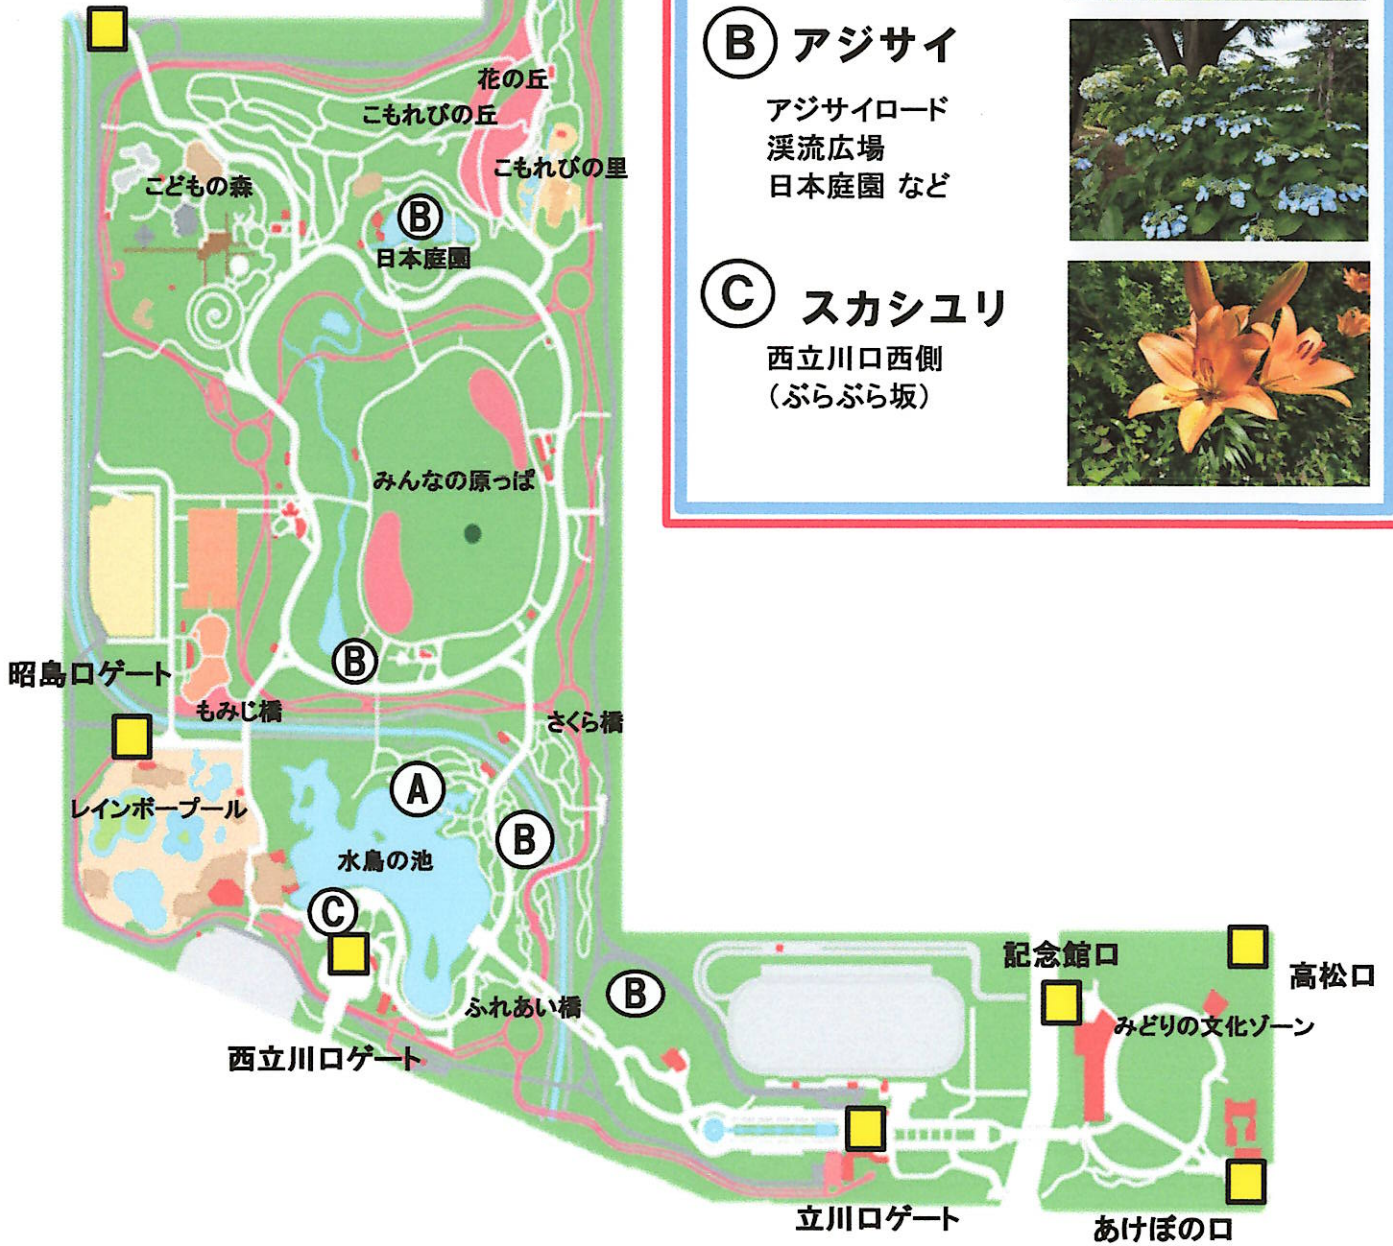 B アジサイ
アジサイロード
渓流広場
日本庭園 など
C スカシユリ
西立川口西側
(ぶらぶら坂)
花の丘
こもれびの丘
こもれびの里
こどもの森
B
日本庭園
みんなの原っぱ
B
昭島口ゲート
もみじ橋
さくら橋
A
レインボープール
B
水鳥の池
C
記念館口
高松口
B
ふれあい橋
みどりの文化ゾーン
西立川口ゲート
立川口ゲート
あけぼの口